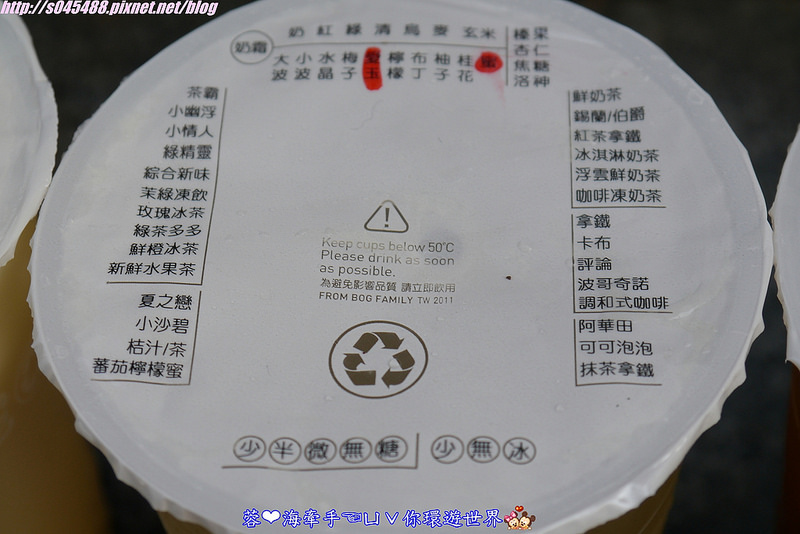 http://s045488.pixnet.net/blog
奶霜
奶 紅 綠 清 烏 麥 玄米
大波 小波 水晶 梅子 愛玉 檸檬 布丁 柚子 桂花 蜜
榛果
杏仁
焦糖
洛神
茶霸
小幽浮
小情人
綠精靈
綜合新味
茉綠凍飲
玫瑰冰茶
綠茶多多
鮮橙冰茶
新鮮水果茶
夏之戀
小沙碧
桔汁/茶
蕃茄檸檬蜜
鮮奶茶
錫蘭/伯爵
紅茶拿鐵
冰淇淋奶茶
浮雲鮮奶茶
咖啡凍奶茶
拿鐵
卡布
評論
波哥奇諾
調和式咖啡
阿華田
可可泡泡
抹茶拿鐵
Keep cups below 50°C
Please drink as soon
as possible.
為避免影響品質 請立即飲用
FROM BOG FAMILY TW 2011
少 半 微 無 糖 少 無 冰
蓉❤海牽手☜ㄩㄥ你環遊世界